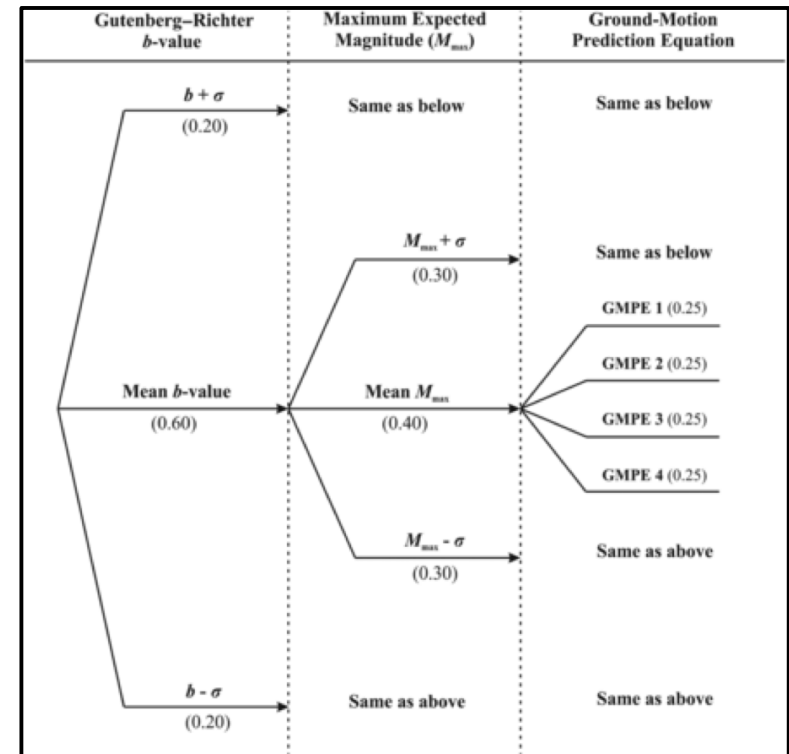 Gutenberg–Richter
b-value
Maximum Expected
Magnitude (Mmax)
Ground-Motion
Prediction Equation
b + σ
(0.20)
Same as below
Same as below
Mmax + σ
(0.30)
Same as below
GMPE 1 (0.25)
GMPE 2 (0.25)
Mean b-value
(0.60)
Mean Mmax
(0.40)
GMPE 3 (0.25)
GMPE 4 (0.25)
Mmax - σ
(0.30)
Same as above
b - σ
(0.20)
Same as above
Same as above